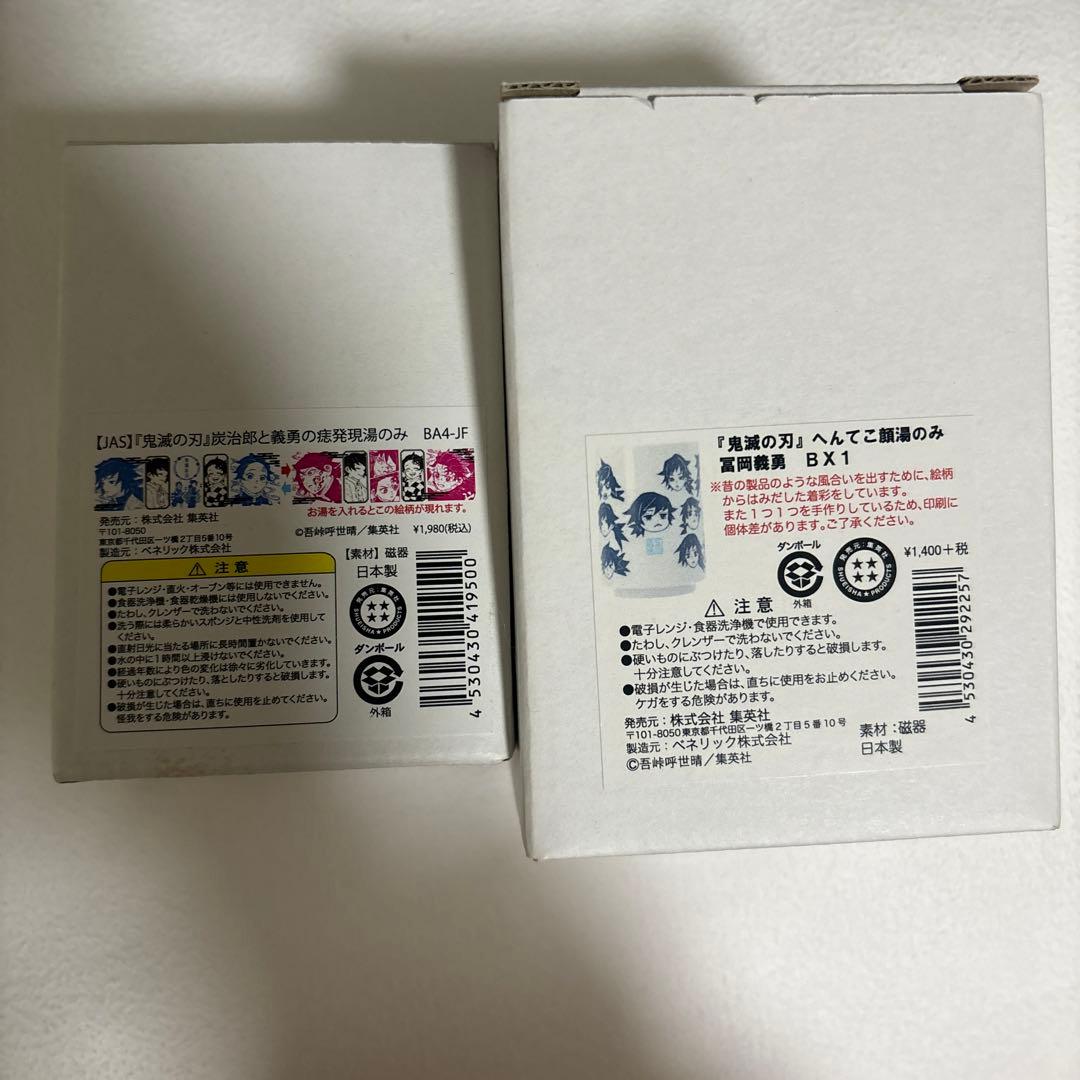 【JAS】『鬼滅の刃』炭治郎と義勇の痣発現湯のみ BA4-JF
お湯を入れるとこの絵柄が現れます。
発売元：株式会社 集英社
〒101-8050
東京都千代田区一ツ橋2丁目5番10号
製造元：ベネリック株式会社
©吾峠呼世晴／集英社
¥1,980(税込)
注意
●電子レンジ・直火・オーブン等には使用できません。
●食器洗浄機・食器乾燥機には使用しないでください。
●たわし、クレンザーで洗わないでください。
●洗う際には柔らかいスポンジと中性洗剤を使用して
ください。
●直射日光に当たる場所に長時間置かないでください。
●水の中に1時間以上浸けないでください。
●経過年数により色の変化は徐々に劣化していきます。
●硬いものにぶつけたり、落としたりすると破損します。
十分注意してください。
●破損が生じた場合は、直ちに使用を止めてください。
怪我をする危険があります。
【素材】磁器
日本製
発売元：集英社
SHUEISHA PRODUCTS
ダンボール
外箱
4 530430 419500
『鬼滅の刃』へんてこ顔湯のみ
冨岡義勇 BX1
※昔の製品のような風合いを出すために、絵柄
からはみだした着彩をしています。
また1つ1つを手作りしているため、印刷に
個体差があります。ご了承ください。
ダンボール
外箱
発売元：集英社
SHUEISHA PRODUCTS
¥1,400+税
注意
●電子レンジ・食器洗浄機で使用できます。
●たわし、クレンザーで洗わないでください。
●硬いものにぶつけたり、落したりすると破損します。
十分注意してください。
●破損が生じた場合は、直ちに使用をお止めください。
ケガをする危険があります。
発売元：株式会社 集英社
〒101-8050東京都千代田区一ツ橋2丁目5番10号
製造元：ベネリック株式会社
©吾峠呼世晴／集英社
素材：磁器
日本製
4 530430 292257